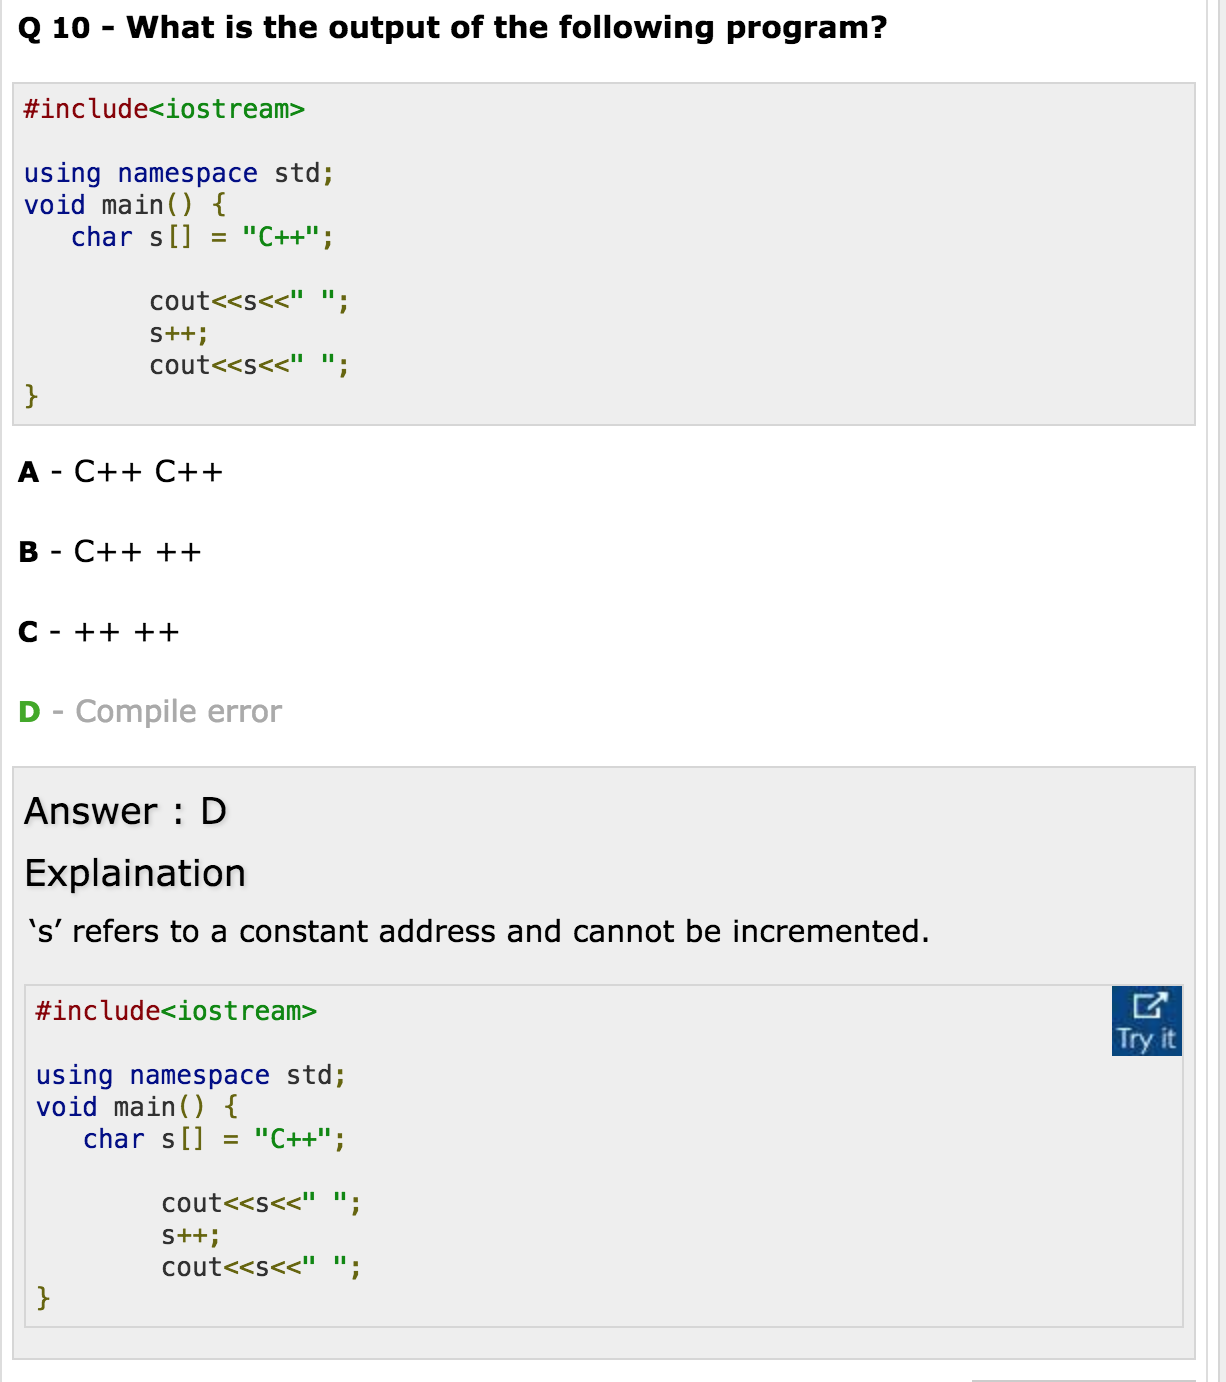 Q 10 - What is the output of the following program?
#include<iostream>
using namespace std;
void main() {
   char s[] = "C++";
        cout<<s<<" ";
        s++;
        cout<<s<<" ";
}
A - C++ C++
B - C++ ++
C - ++ ++
D - Compile error
Answer : D
Explaination
‘s’ refers to a constant address and cannot be incremented.
#include<iostream>
Try it
using namespace std;
void main() {
   char s[] = "C++";
        cout<<s<<" ";
        s++;
        cout<<s<<" ";
}